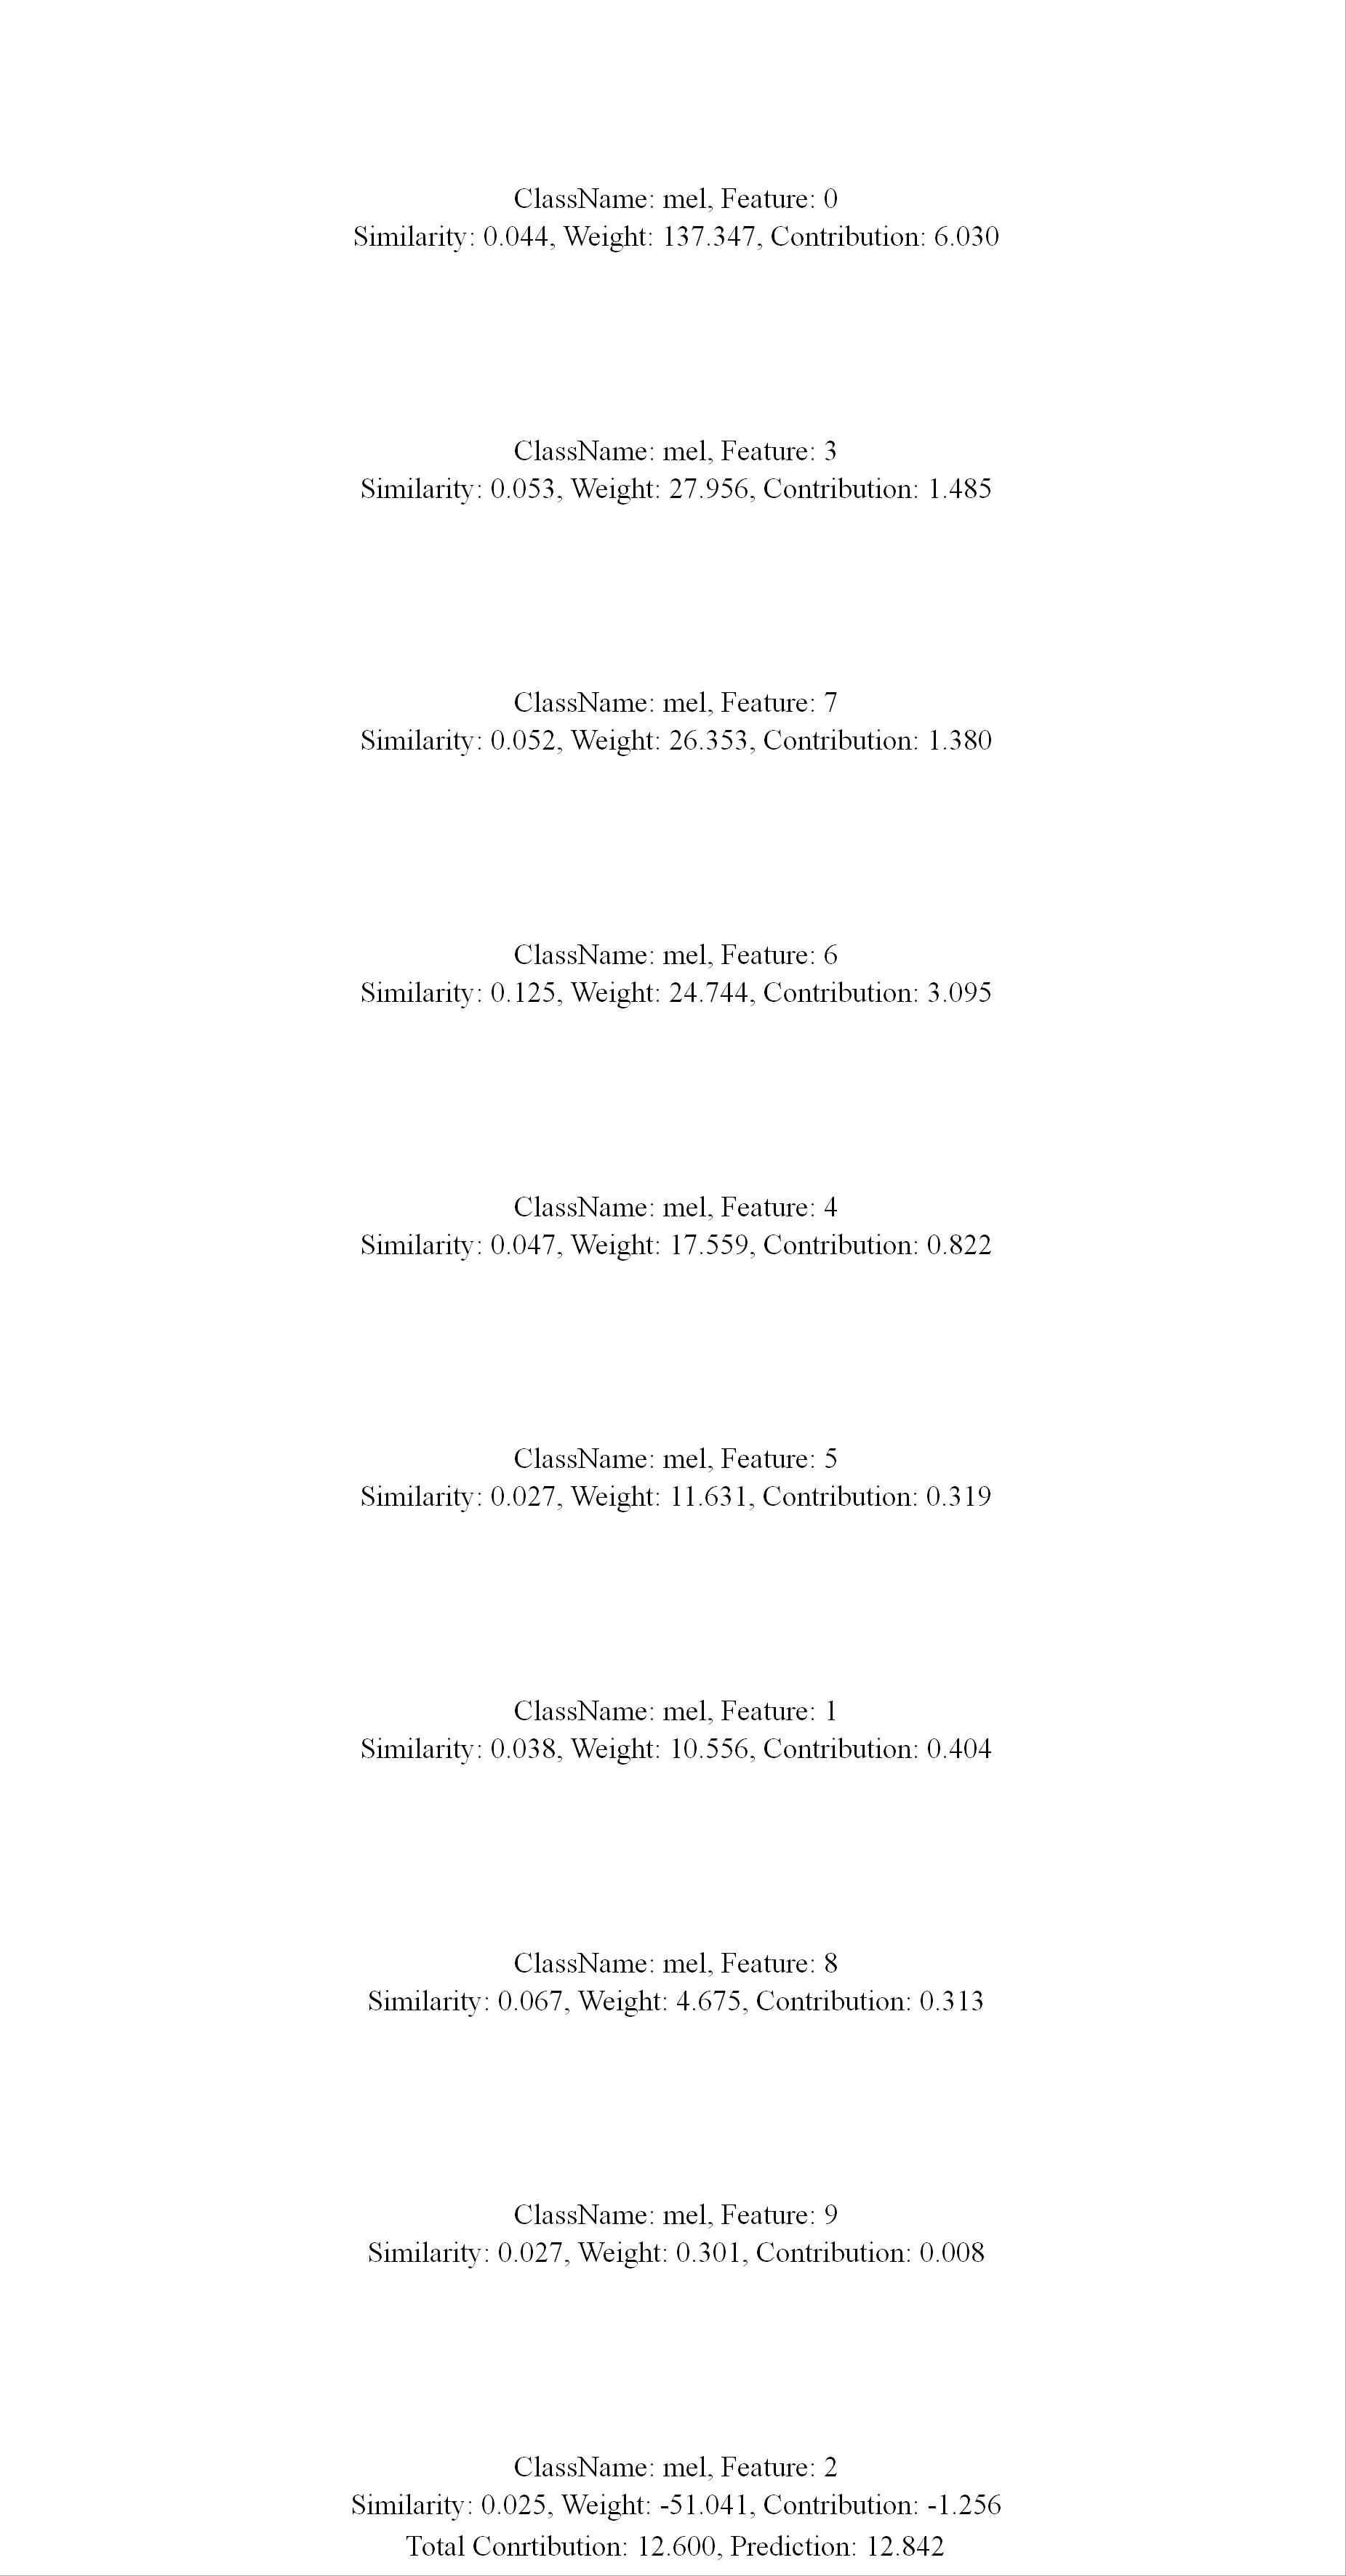 ClassName: mel, Feature: 0
Similarity: 0.044, Weight: 137.347, Contribution: 6.030
ClassName: mel, Feature: 3
Similarity: 0.053, Weight: 27.956, Contribution: 1.485
ClassName: mel, Feature: 7
Similarity: 0.052, Weight: 26.353, Contribution: 1.380
ClassName: mel, Feature: 6
Similarity: 0.125, Weight: 24.744, Contribution: 3.095
ClassName: mel, Feature: 4
Similarity: 0.047, Weight: 17.559, Contribution: 0.822
ClassName: mel, Feature: 5
Similarity: 0.027, Weight: 11.631, Contribution: 0.319
ClassName: mel, Feature: 1
Similarity: 0.038, Weight: 10.556, Contribution: 0.404
ClassName: mel, Feature: 8
Similarity: 0.067, Weight: 4.675, Contribution: 0.313
ClassName: mel, Feature: 9
Similarity: 0.027, Weight: 0.301, Contribution: 0.008
ClassName: mel, Feature: 2
Similarity: 0.025, Weight: -51.041, Contribution: -1.256
Total Conrtibution: 12.600, Prediction: 12.842